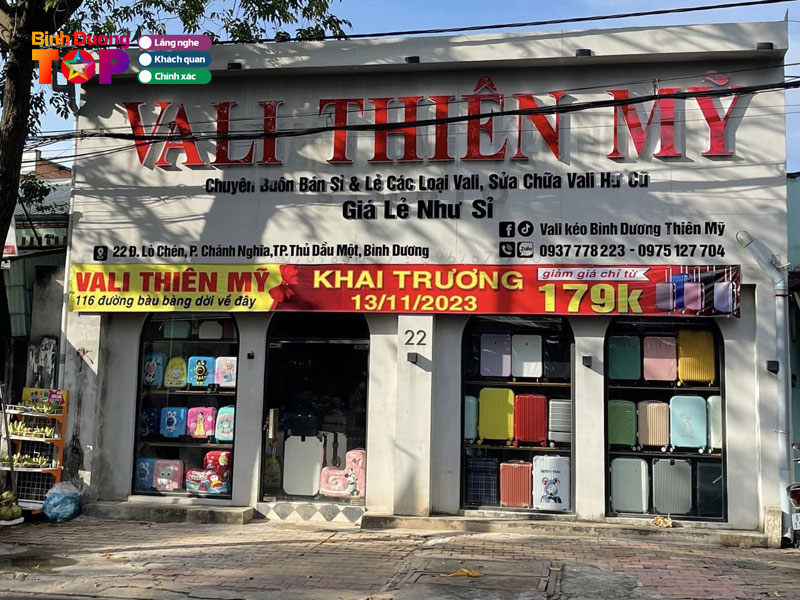 Bình Dương
TOP
Lắng nghe
Khách quan
Chính xác
VALI THIÊN MỸ
Chuyên Buôn Bán Sỉ & Lẻ Các Loại Vali, Sửa Chữa Vali Hư Cũ
Giá Lẻ Như Sỉ
Vali kéo Bình Dương Thiên Mỹ
22 Đ. Lò Chén, P. Chánh Nghĩa, TP. Thủ Dầu Một, Bình Dương
Zalo 0937 778 223 - 0975 127 704
VALI THIÊN MỸ
116 đường bàu bàng dời về đây
KHAI TRƯƠNG
13/11/2023
giảm giá chỉ từ
179k
22